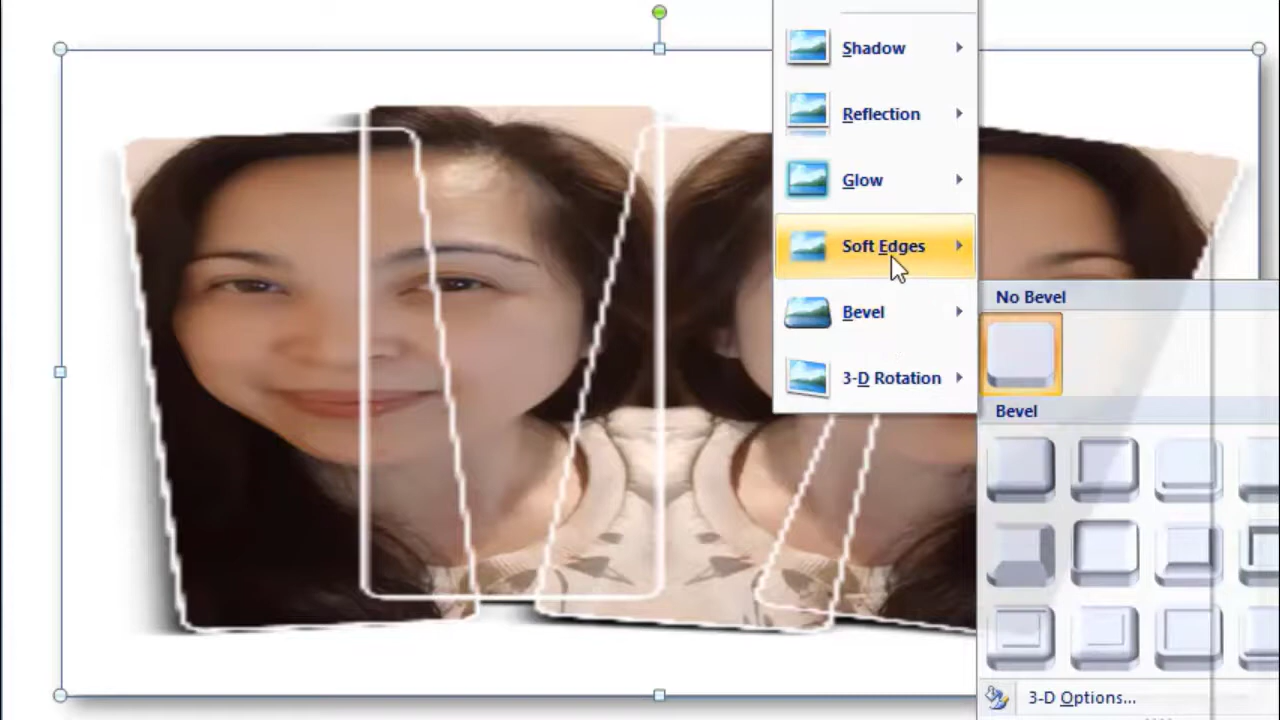 Shadow
Reflection
Glow
Soft Edges
Bevel
3-D Rotation
No Bevel
Bevel
3-D Options...